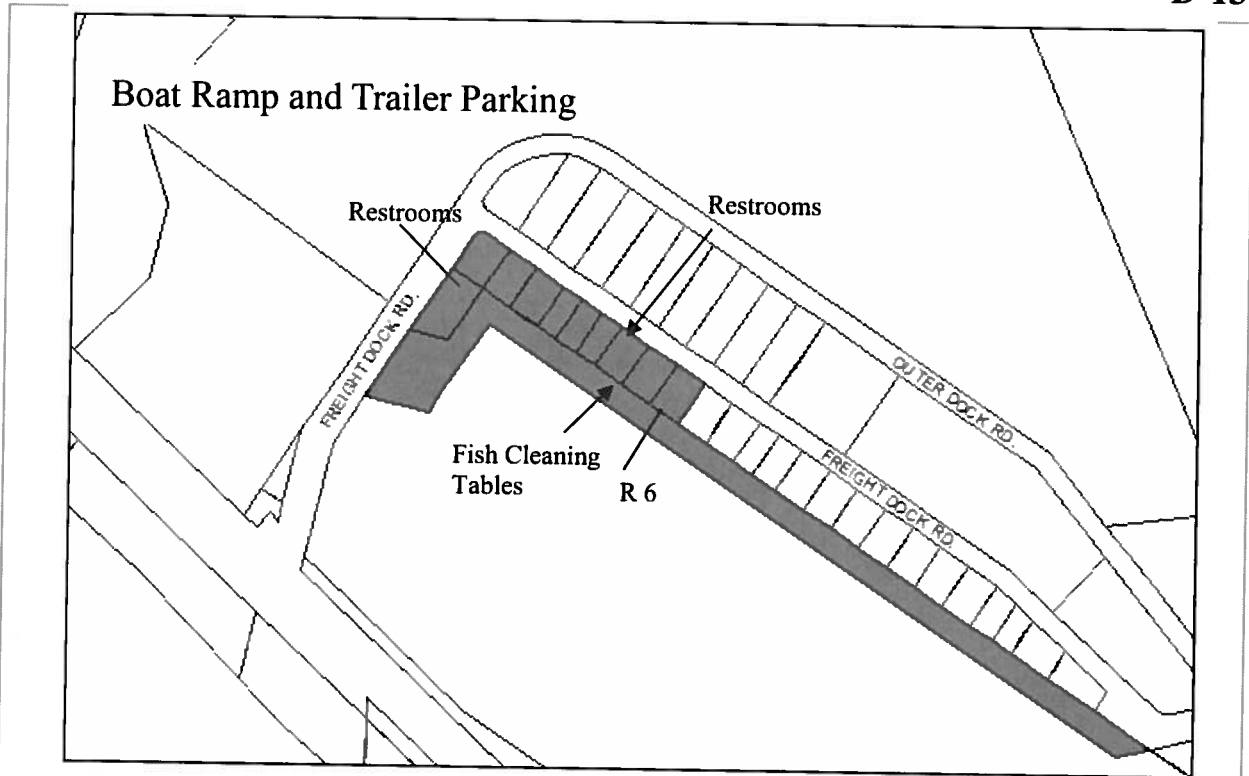 Boat Ramp and Trailer Parking
Restrooms
Restrooms
FREIGHT DOCK RD.
OUTER DOCK RD.
FREIGHT DOCK RD.
Fish Cleaning
Tables
R 6